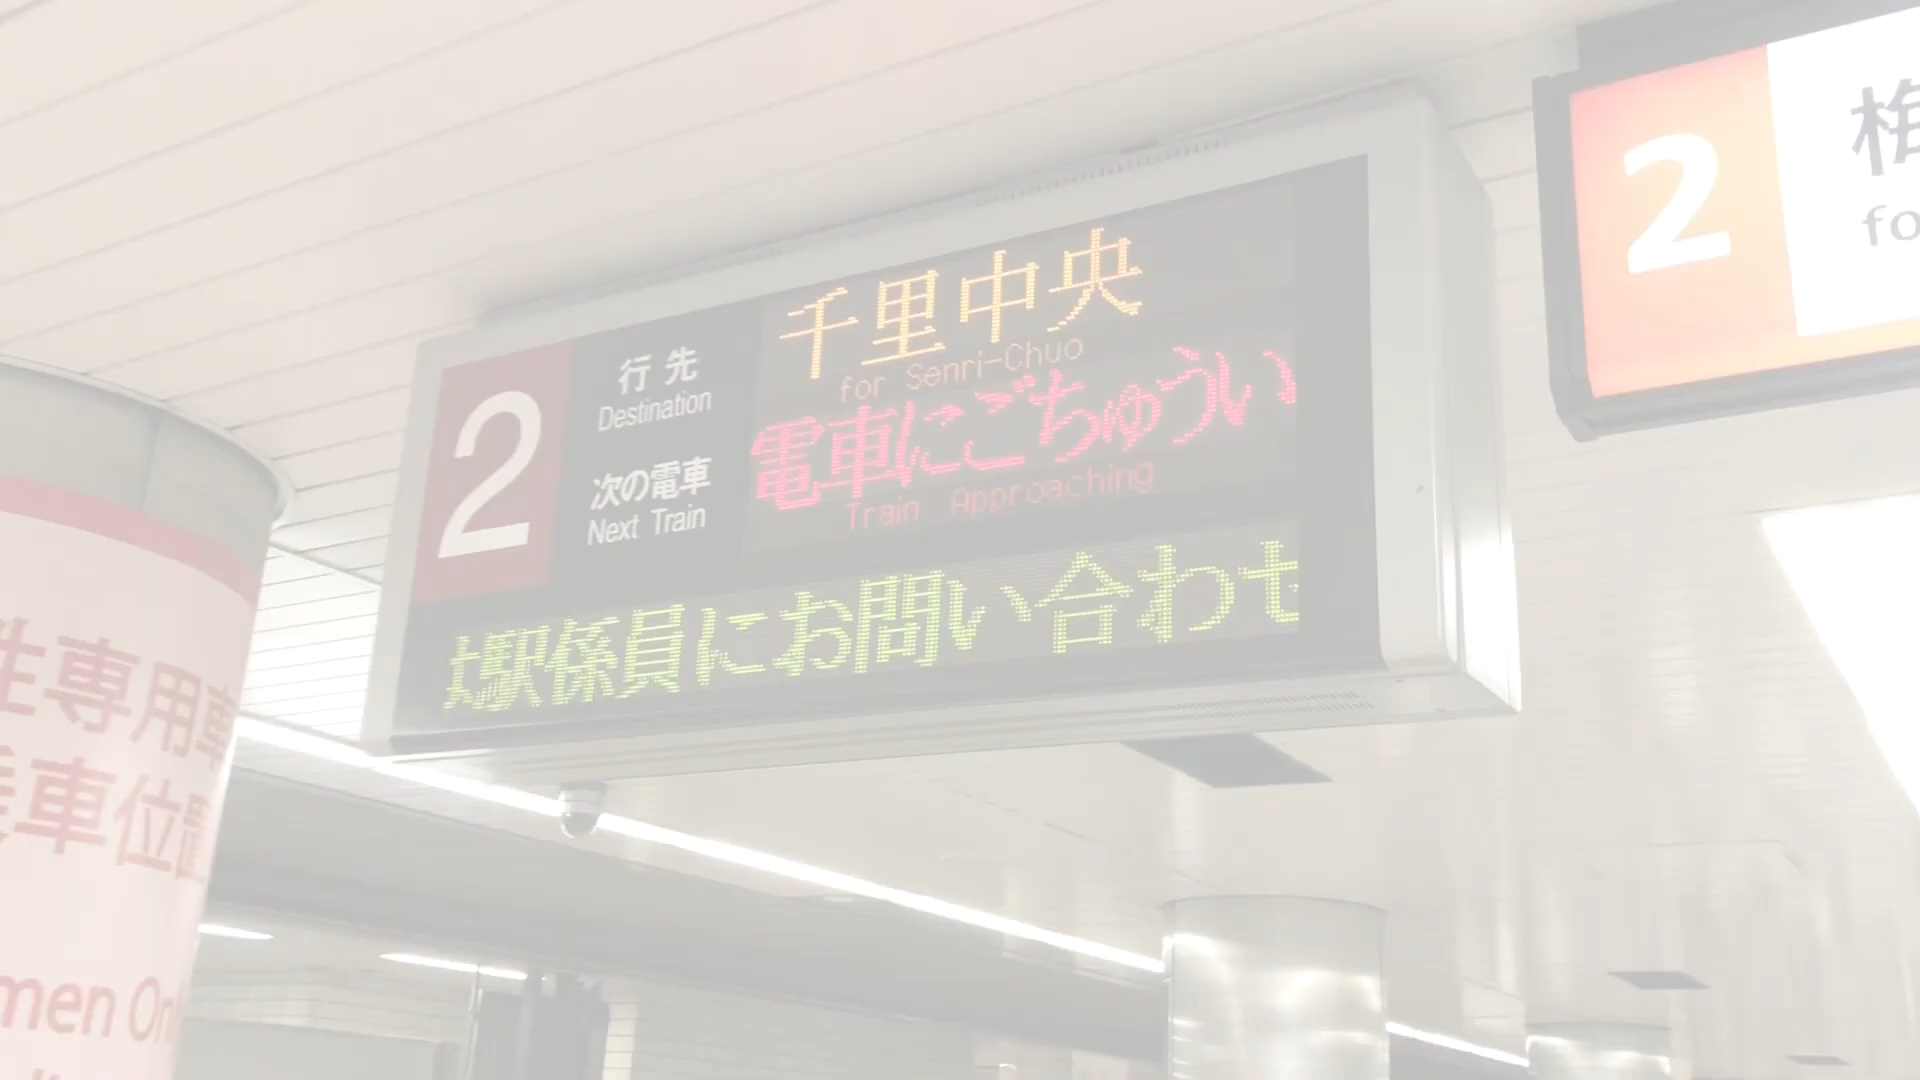 2
行先
Destination
千里中央
for Senri-Chuo
次の電車
Next Train
電車にごちゅうい
Train Approaching
駅係員にお問い合わせ
2
梅
性専用車
乗車位置
men On